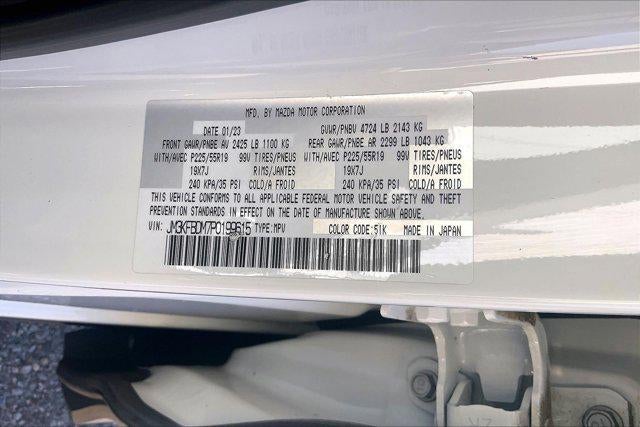 MFD. BY MAZDA MOTOR CORPORATION
DATE 01/23 GVWR/PNBV 4724 LB 2143 KG
FRONT GAWR/PNBE AV 2425 LB 1100 KG REAR GAWR/PNBE AR 2299 LB 1043 KG
WITH/AVEC P225/55R19 99V TIRES/PNEUS WITH/AVEC P225/55R19 99V TIRES/PNEUS
19X7J RIMS/JANTES 19X7J RIMS/JANTES
240 KPA/35 PSI COLD/A FROID 240 KPA/35 PSI COLD/A FROID
THIS VEHICLE CONFORMS TO ALL APPLICABLE FEDERAL MOTOR VEHICLE SAFETY AND THEFT
PREVENTION STANDARDS IN EFFECT ON THE DATE OF MANUFACTURE SHOWN ABOVE.
VIN: JM3KFBDM7P0199615 TYPE:MPV COLOR CODE:51K MADE IN JAPAN